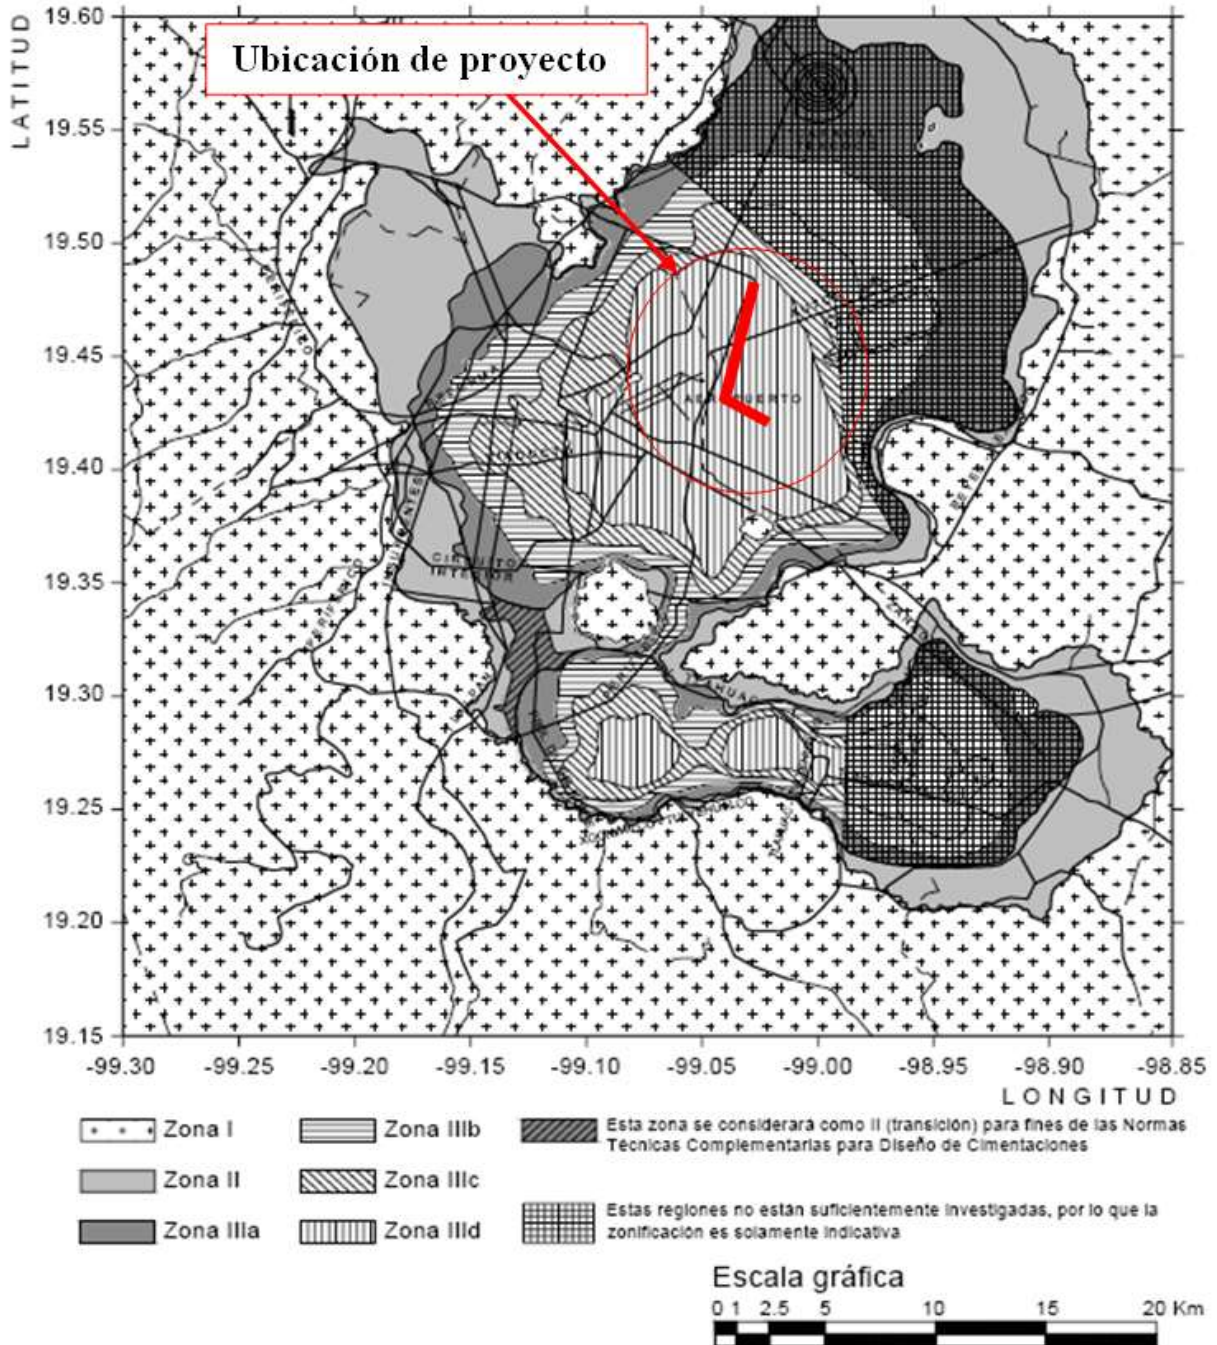 LATITUD
19.60
19.55
19.50
19.45
19.40
19.35
19.30
19.25
19.20
19.15
Ubicación de proyecto
AEROPUERTO
CIRCUITO
INTERIOR
-99.30
-99.25
-99.20
-99.15
-99.10
-99.05
-99.00
-98.95
-98.90
-98.85
LONGITUD
Zona I
Zona II
Zona IIIa
Zona IIIb
Zona IIIc
Zona IIId
Esta zona se considerará como II (transición) para fines de las Normas
Técnicas Complementarias para Diseño de Cimentaciones
Estas regiones no están suficientemente investigadas, por lo que la
zonificación es solamente indicativa
Escala gráfica
0 1 2.5 5 10 15 20 Km